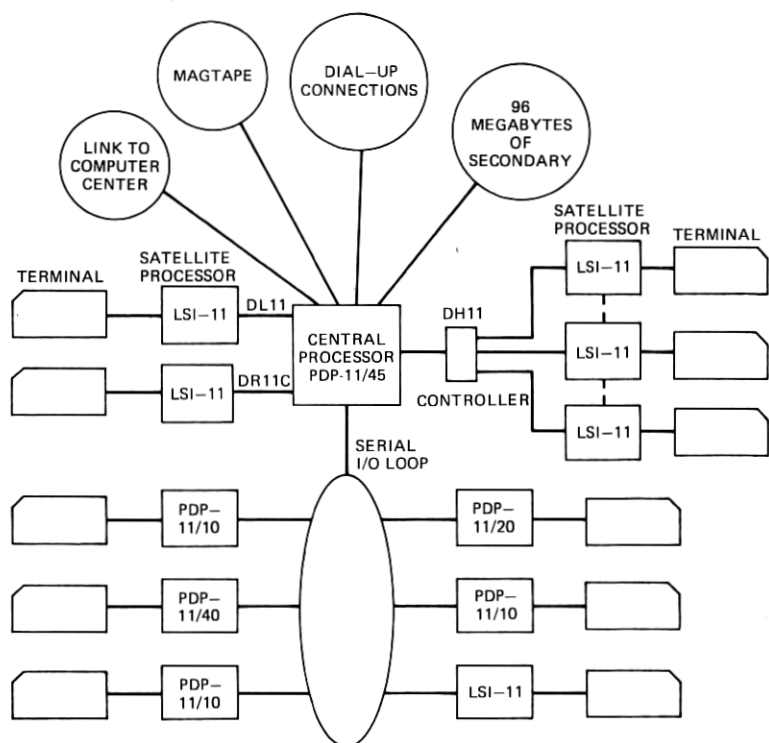 MAGTAPE
DIAL–UP
CONNECTIONS
96
MEGABYTES
OF
SECONDARY
LINK TO
COMPUTER
CENTER
SATELLITE
PROCESSOR
TERMINAL
LSI–11
TERMINAL
SATELLITE
PROCESSOR
LSI–11
DL11
CENTRAL
PROCESSOR
PDP-11/45
DH11
CONTROLLER
LSI–11
LSI–11
DR11C
LSI–11
SERIAL
I/O LOOP
PDP–
11/10
PDP–
11/20
PDP–
11/40
PDP–
11/10
PDP–
11/10
LSI–11